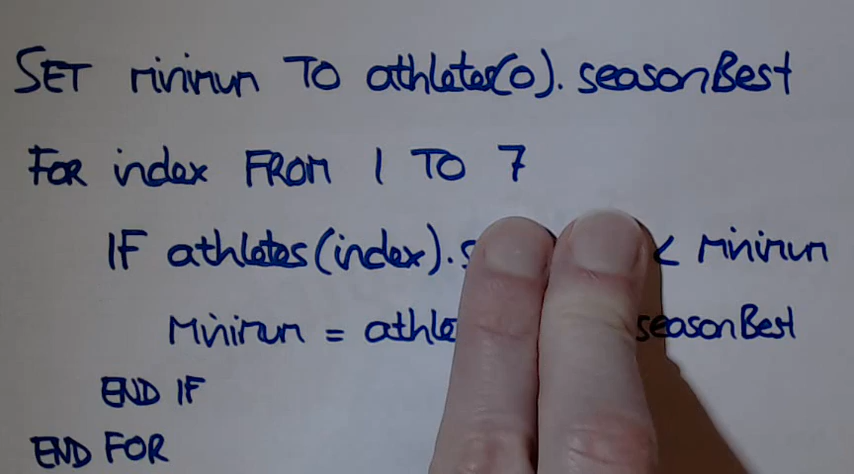 SET minimum TO athletes(0).seasonBest
FOR index FROM 1 TO 7
IF athletes(index).s < minimum
minimum = athle seasonBest
END IF
END FOR